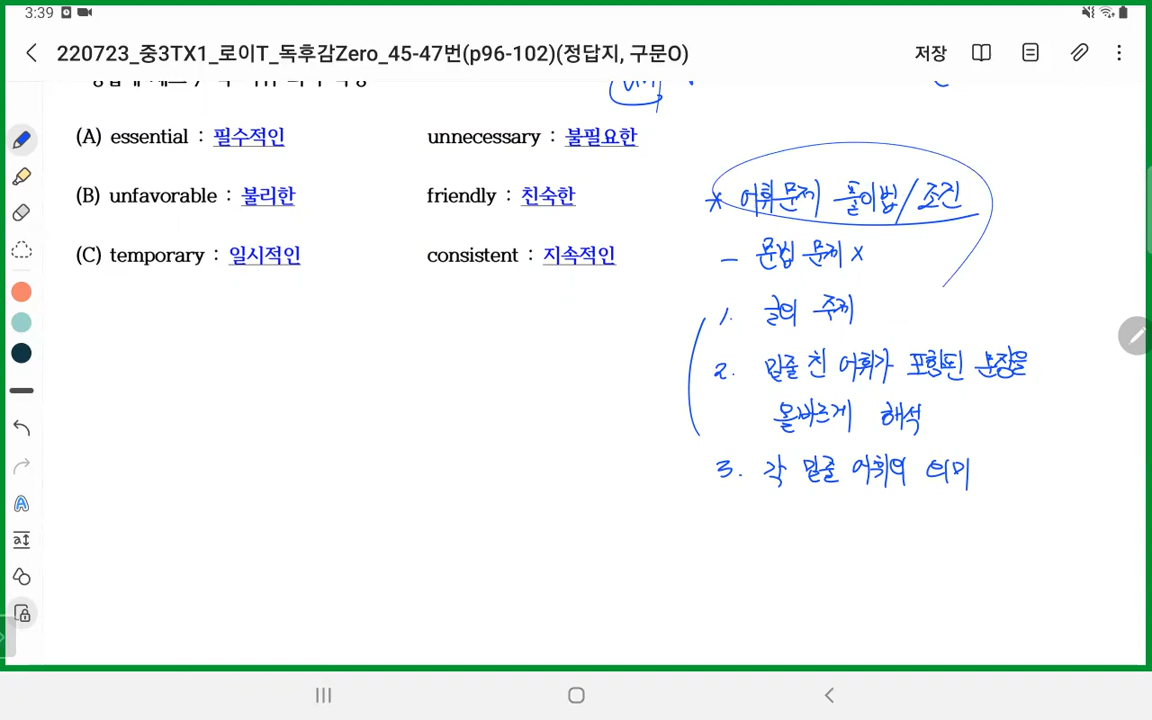 3:39
220723_중3TX1_로이T_독후감Zero_45-47번(p96-102)(정답지, 구문O)
저장
(A) essential : 필수적인 unnecessary : 불필요한
(B) unfavorable : 불리한 friendly : 친숙한
(C) temporary : 일시적인 consistent : 지속적인
* 어휘문제 풀이법/조건
- 문법 문제 x
1. 글의 주제
2. 밑줄 친 어휘가 포함된 문장을
올바르게 해석
3. 각 밑줄 어휘의 의미